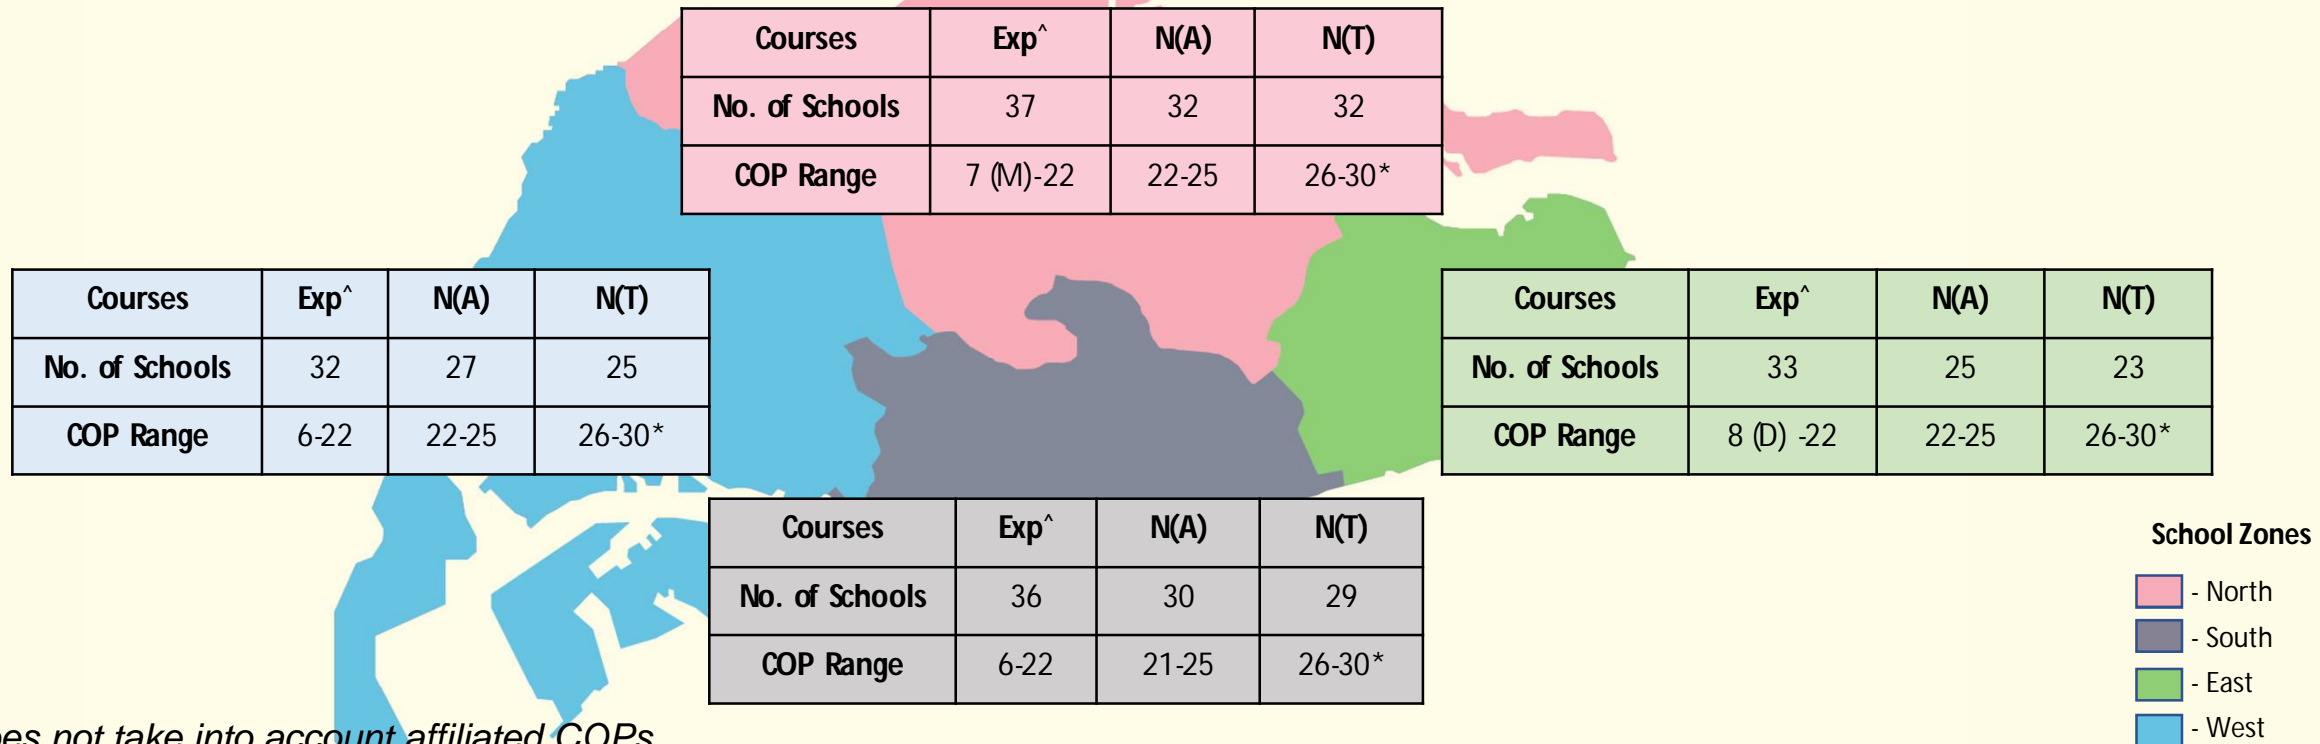 Courses Exp^ N(A) N(T)
No. of Schools 37 32 32
COP Range 7 (M)-22 22-25 26-30*
Courses Exp^ N(A) N(T)
No. of Schools 32 27 25
COP Range 6-22 22-25 26-30*
Courses Exp^ N(A) N(T)
No. of Schools 33 25 23
COP Range 8 (D) -22 22-25 26-30*
Courses Exp^ N(A) N(T)
No. of Schools 36 30 29
COP Range 6-22 21-25 26-30*
School Zones
- North
- South
- East
- West
not take into account affiliated COPs